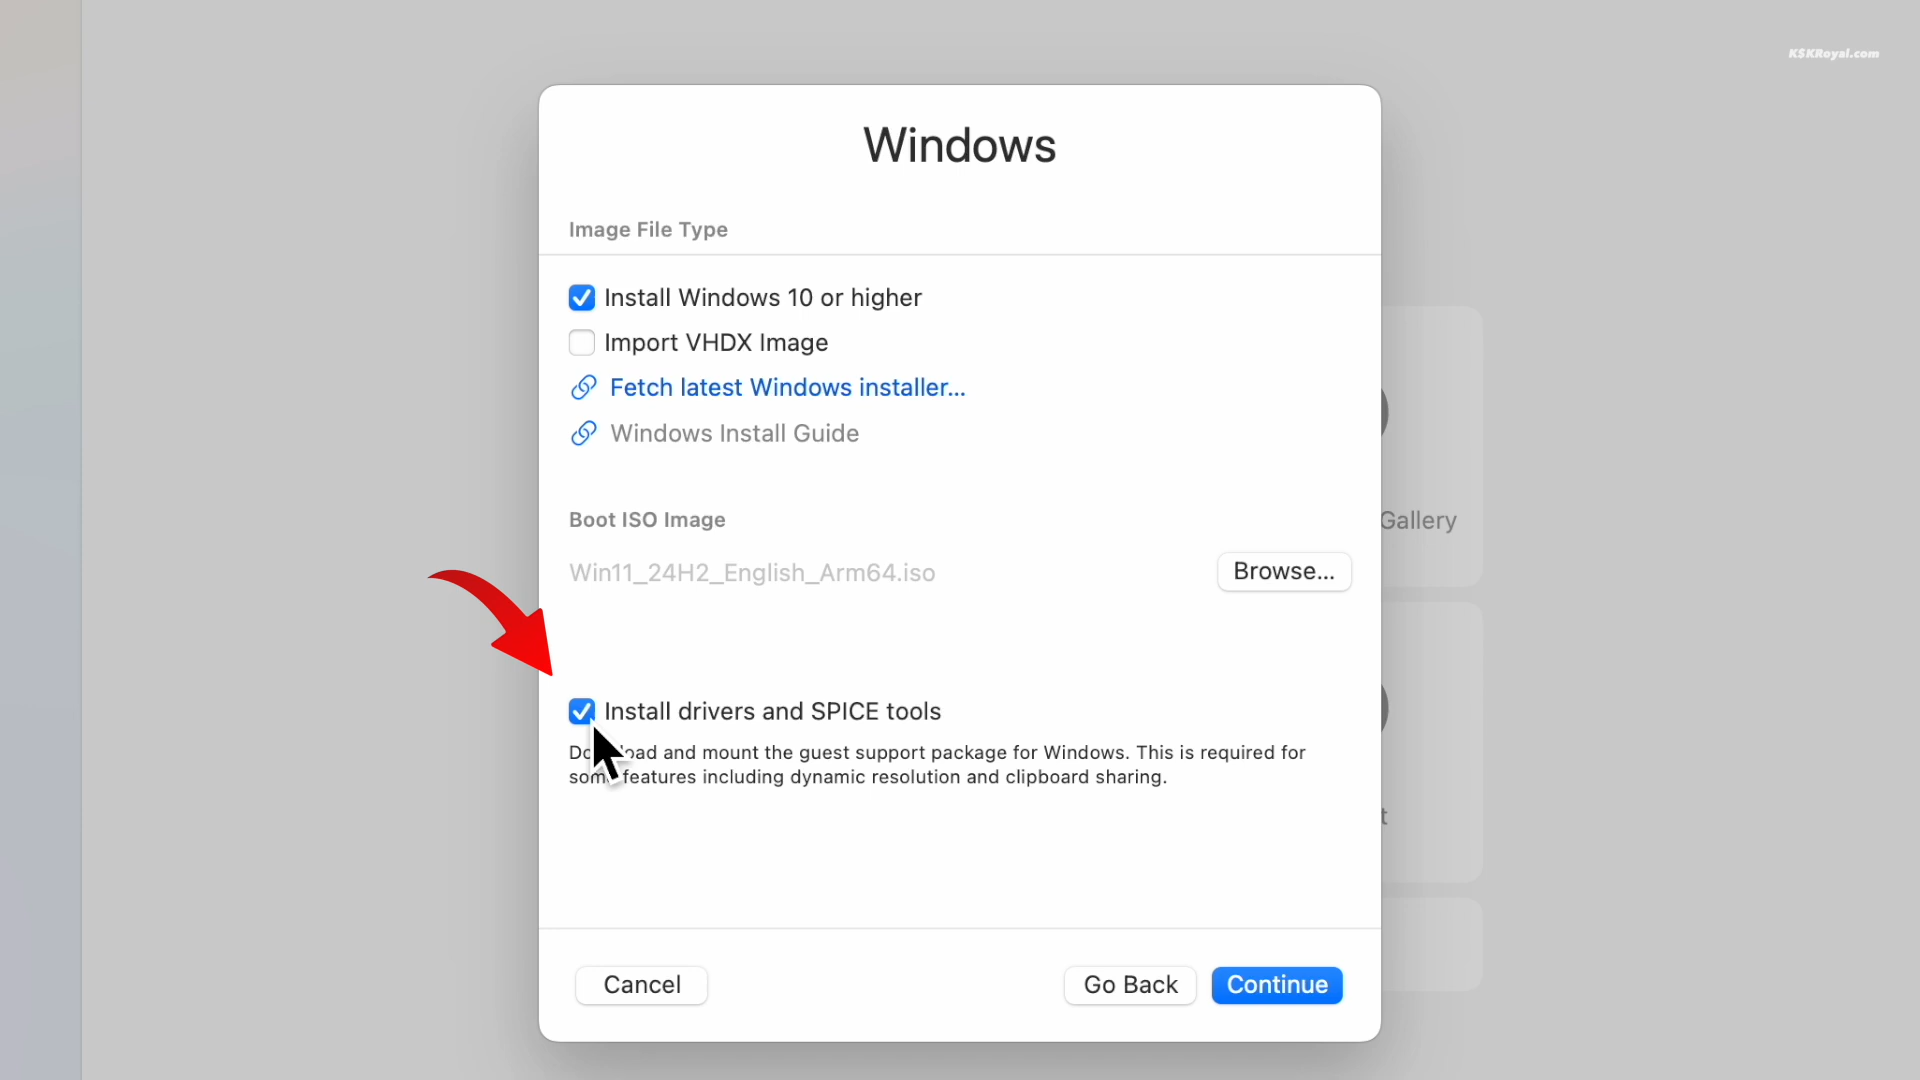 K$KRoyal.com
Windows
Image File Type
Install Windows 10 or higher
Import VHDX Image
Fetch latest Windows installer...
Windows Install Guide
Boot ISO Image
Gallery
Win11_24H2_English_Arm64.iso
Browse...
Install drivers and SPICE tools
and mount the guest support package for Windows. This is required for
features including dynamic resolution and clipboard sharing.
t
Cancel
Go Back
Continue